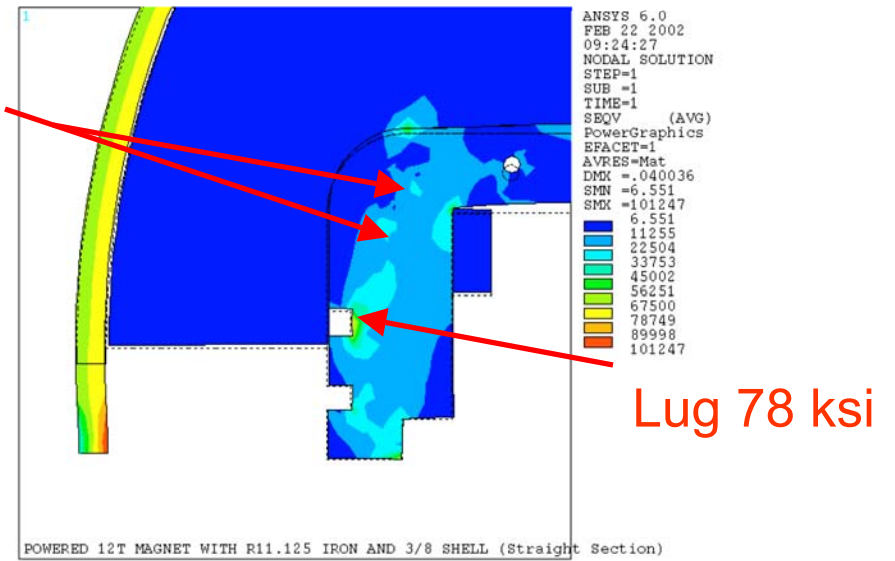 1
ANSYS 6.0
FEB 22 2002
09:24:27
NODAL SOLUTION
STEP=1
SUB =1
TIME=1
SEQV (AVG)
PowerGraphics
EFACET=1
AVRES=Mat
DMX =.040036
SMN =6.551
SMX =101247
6.551
11255
22504
33753
45002
56251
67500
78749
89998
101247
Lug 78 ksi
POWERED 12T MAGNET WITH R11.125 IRON AND 3/8 SHELL (Straight Section)